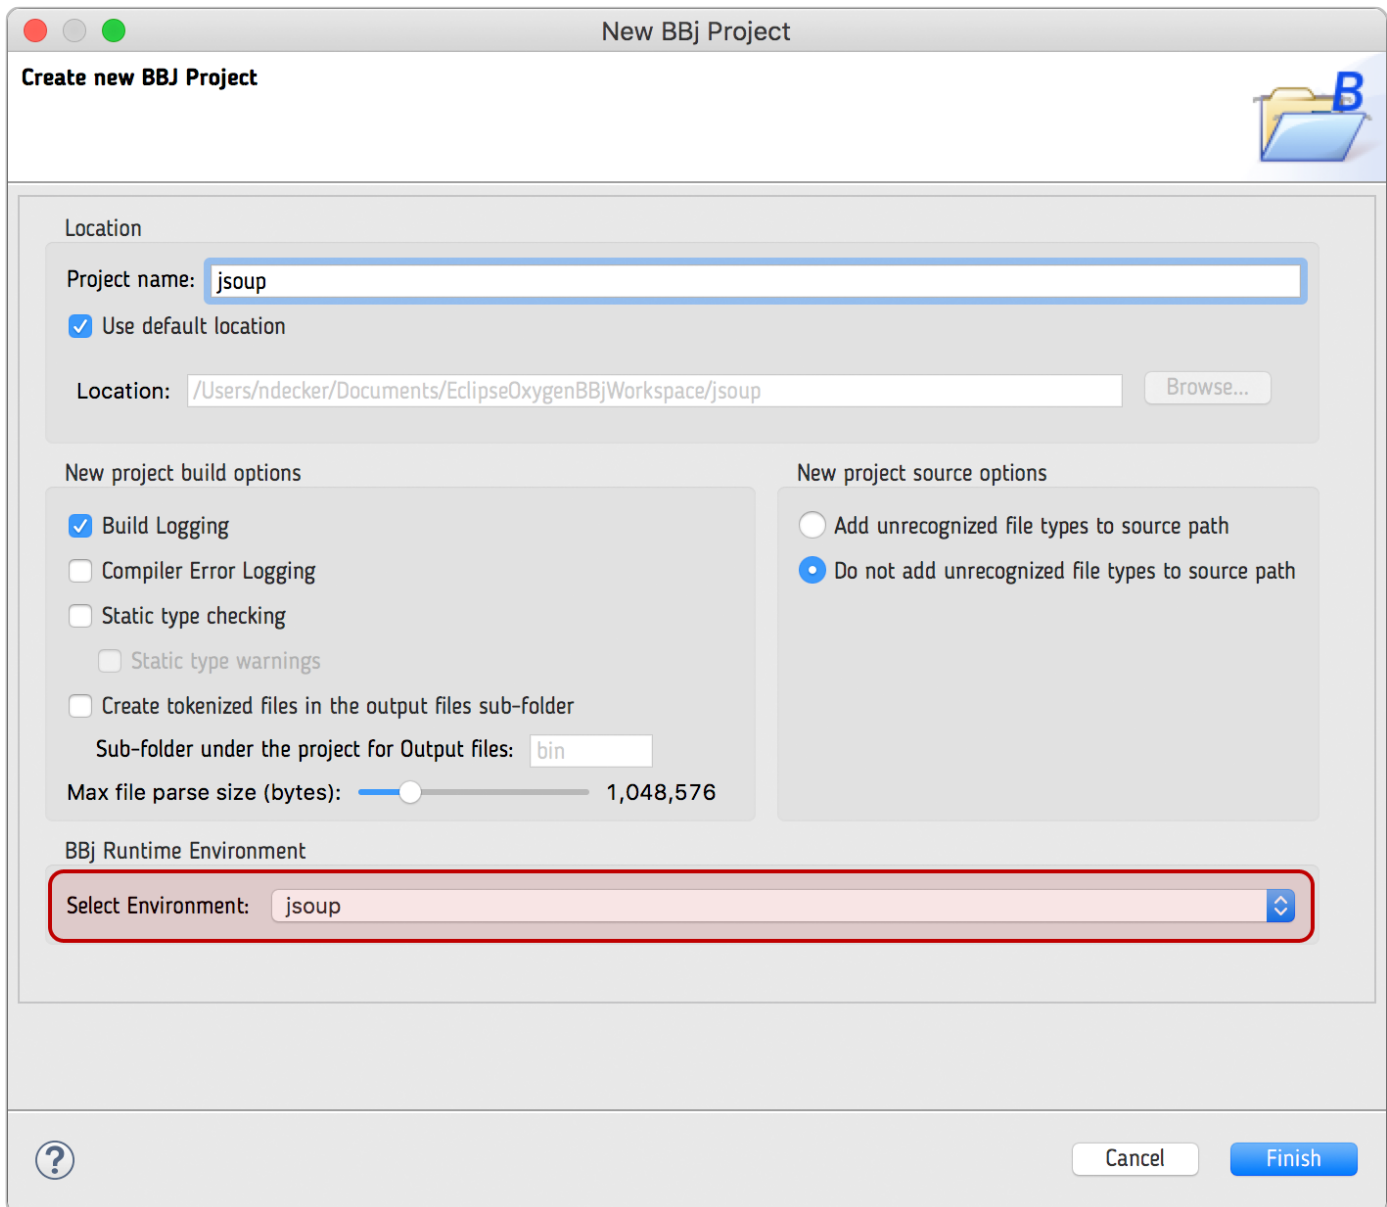 New BBj Project
Create new BBJ Project
B
Location
Project name: jsoup
Use default location
Location: /Users/ndecker/Documents/EclipseOxygenBBjWorkspace/jsoup Browse...
New project build options
Build Logging
Compiler Error Logging
Static type checking
Static type warnings
Create tokenized files in the output files sub-folder
Sub-folder under the project for Output files: bin
Max file parse size (bytes): 1,048,576
New project source options
Add unrecognized file types to source path
Do not add unrecognized file types to source path
BBj Runtime Environment
Select Environment: jsoup
? Cancel Finish